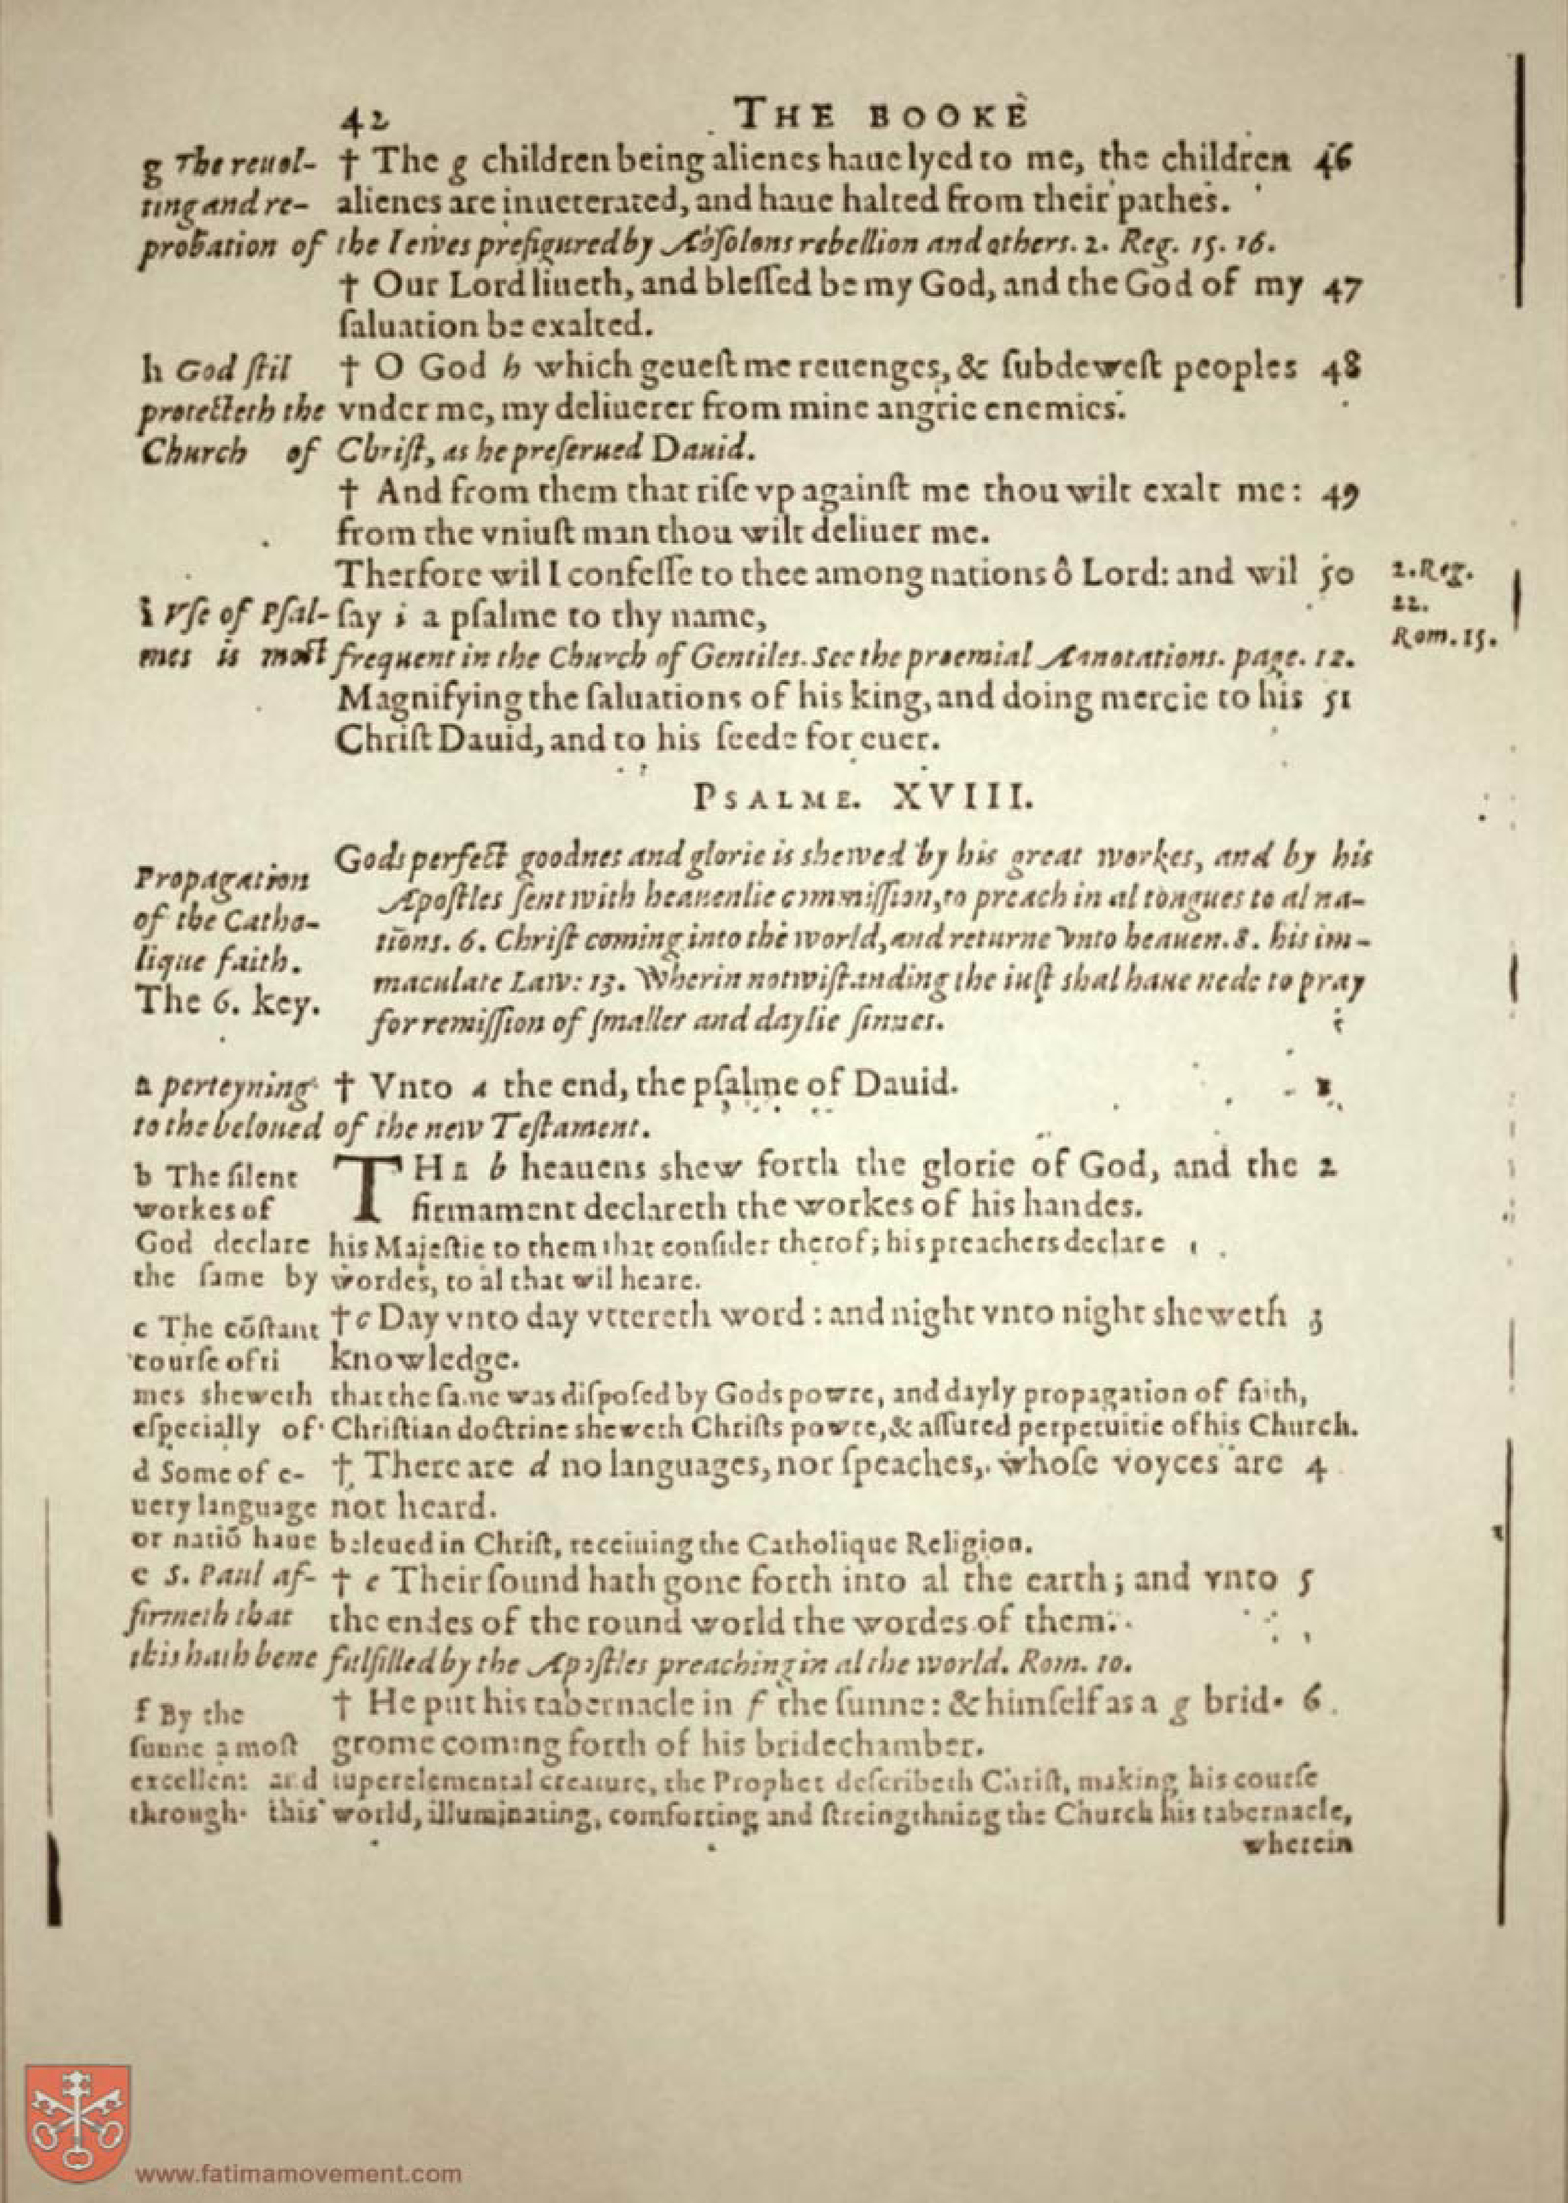 42 THE BOOKE
g The reuol- † The g children being alienes haue lyed to me, the children 46
ting and re- alienes are inueterated, and haue halted from their pathes.
probation of the Iewes prefigured by Absolons rebellion and others. 2. Reg. 15. 16.
† Our Lord liueth, and blessed be my God, and the God of my 47
saluation be exalted.
h God stil † O God h which geuest me reuenges, & subdewest peoples 48
protecteth the vnder me, my deliuerer from mine angrie enemies.
Church of Christ, as he preserued Dauid.
† And from them that rise vp against me thou wilt exalt me: 49
from the vniust man thou wilt deliuer me.
Therfore wil I confesse to thee among nations ô Lord: and wil 50 2. Reg.
i Vse of Psal- say i a psalme to thy name, 22.
Rom. 15.
mes is most frequent in the Church of Gentiles. See the proemial Annotations. page. 12.
Magnifying the saluations of his king, and doing mercie to his 51
Christ Dauid, and to his seede for euer.
PSALME. XVIII.
Gods perfect goodnes and glorie is shewed by his great workes, and by his
Propagation Apostles sent with heauenlie commission, to preach in al tongues to al na-
of the Catho- tions. 6. Christ coming into the world, and returne vnto heauen. 8. his im-
lique faith. maculate Law: 13. Wherin notwistanding the iust shal haue nede to pray
The 6. key. for remission of smaller and daylie sinnes.
a perteyning † Vnto a the end, the psalme of Dauid. 1
to the beloued of the new Testament.
b The silent THE b heauens shew forth the glorie of God, and the 2
workes of firmament declareth the workes of his handes.
God declare his Maiestie to them that consider therof; his preachers declare
the same by wordes, to al that wil heare.
c The cōstant † c Day vnto day vttereth word: and night vnto night sheweth 3
course of ti knowledge.
mes sheweth that the same was disposed by Gods powre, and dayly propagation of faith,
especially of Christian doctrine sheweth Christs powre, & assured perpetuitie of his Church.
d Some of e- † There are d no languages, nor speaches, whose voyces are 4
uery language not heard.
or natiō haue beleued in Christ, receiuing the Catholique Religion.
e S. Paul af- † e Their sound hath gone forth into al the earth; and vnto 5
firmeth that the endes of the round world the wordes of them.
this hath bene fulfilled by the Apostles preaching in al the world. Rom. 10.
f By the † He put his tabernacle in f the sunne: & himself as a g brid- 6
sunne a most grome coming forth of his bridechamber.
excellent and superelemental creature, the Prophet describeth Christ, making his course
through this world, illuminating, comforting and streingthning the Church his tabernacle,
wherein
www.fatimamovement.com